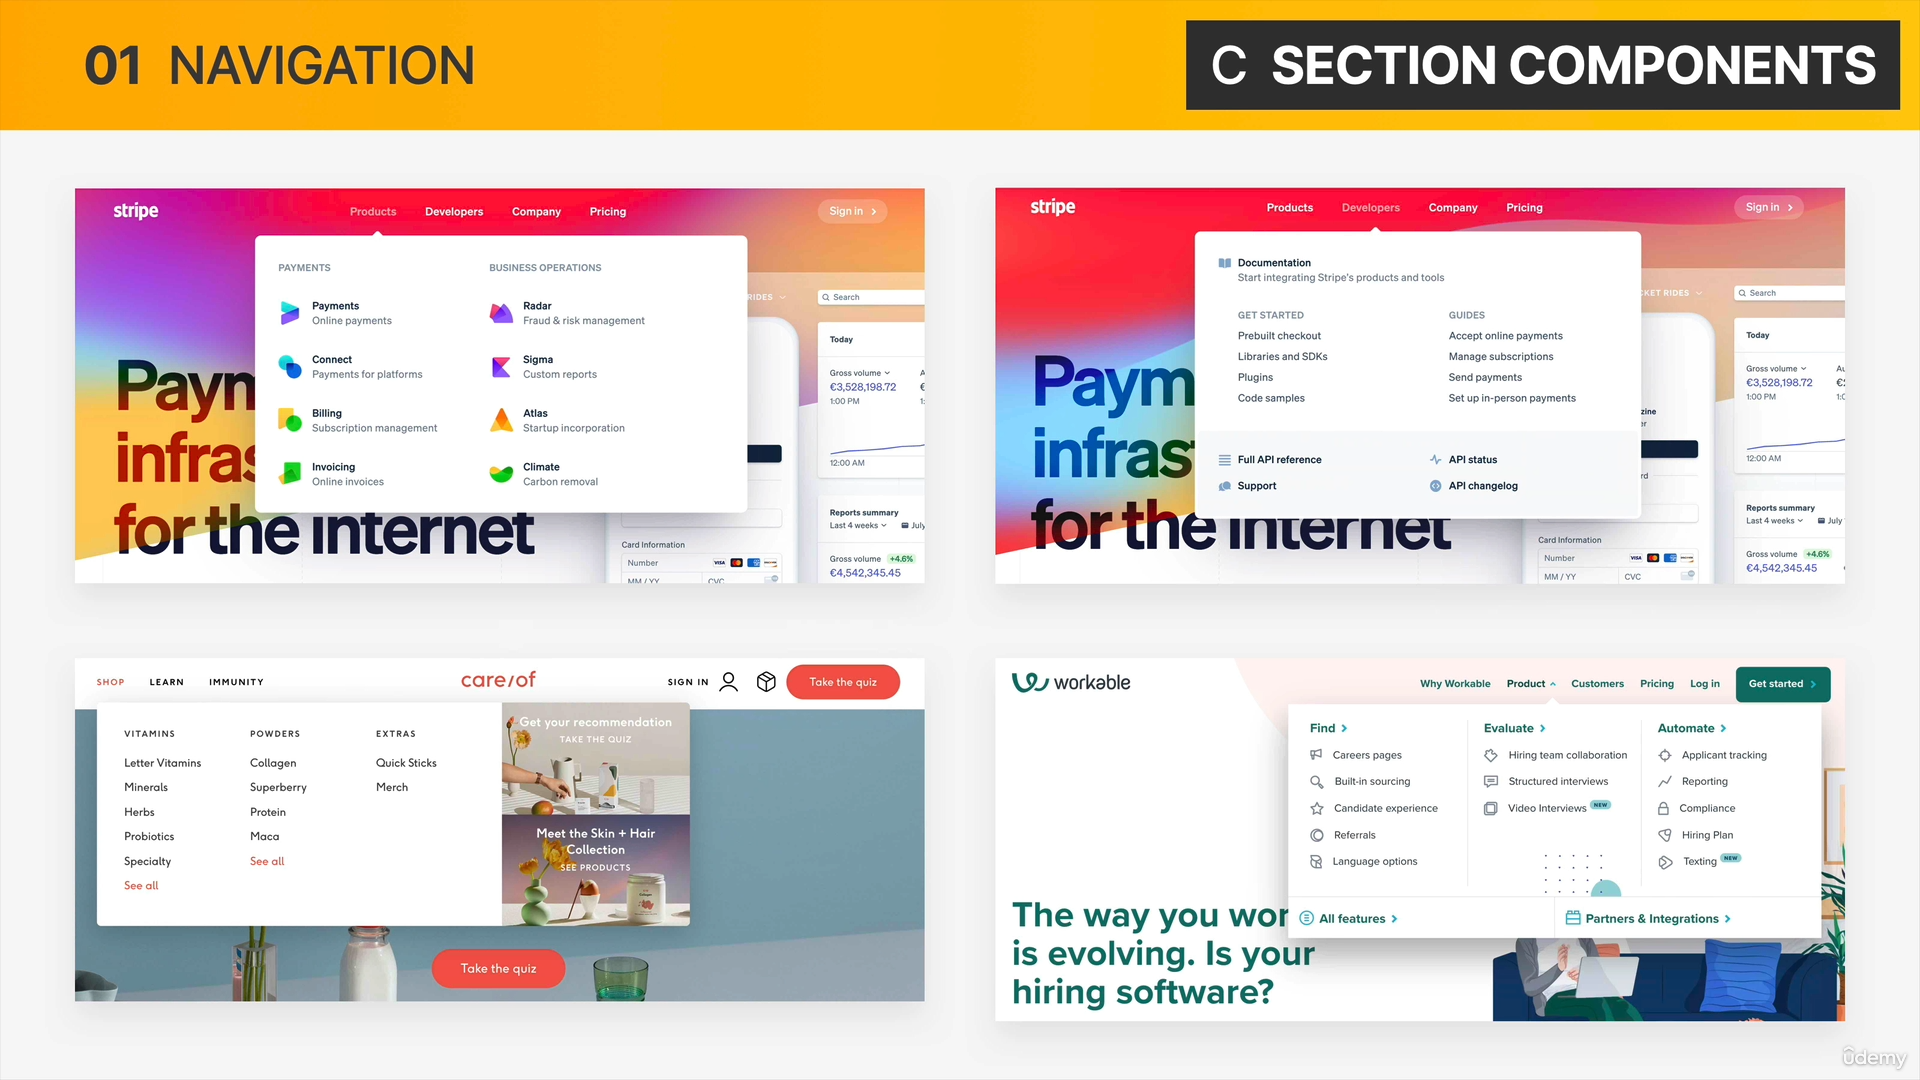 01 NAVIGATION
C SECTION COMPONENTS
stripe
Products Developers Company Pricing
Sign in
PAYMENTS
Payments
Online payments
Connect
Payments for platforms
Billing
Subscription management
Invoicing
Online invoices
BUSINESS OPERATIONS
Radar
Fraud & risk management
Sigma
Custom reports
Atlas
Startup incorporation
Climate
Carbon removal
Paym
infras
for the internet
RIDES
Search
Today
Gross volume
€3,528,198.72
1:00 PM
12:00 AM
Reports summary
Last 4 weeks July
Gross volume +4.6%
€4,542,345.45
Card Information
Number VISA
MM / YY CVC
stripe
Products Developers Company Pricing
Sign in
Documentation
Start integrating Stripe's products and tools
GET STARTED
Prebuilt checkout
Libraries and SDKs
Plugins
Code samples
GUIDES
Accept online payments
Manage subscriptions
Send payments
Set up in-person payments
Full API reference
Support
API status
API changelog
Paym
infras
for the internet
CKET RIDES
Search
Today
Gross volume
€3,528,198.72
1:00 PM
12:00 AM
Reports summary
Last 4 weeks July
Gross volume +4.6%
€4,542,345.45
Card Information
Number VISA
MM / YY CVC
SHOP LEARN IMMUNITY
care/of
SIGN IN
Take the quiz
VITAMINS
Letter Vitamins
Minerals
Herbs
Probiotics
Specialty
See all
POWDERS
Collagen
Superberry
Protein
Maca
See all
EXTRAS
Quick Sticks
Merch
Get your recommendation
TAKE THE QUIZ
Meet the Skin + Hair
Collection
SEE PRODUCTS
Take the quiz
workable
Why Workable Product Customers Pricing Log in
Get started
Find
Careers pages
Built-in sourcing
Candidate experience
Referrals
Language options
Evaluate
Hiring team collaboration
Structured interviews
Video Interviews NEW
Automate
Applicant tracking
Reporting
Compliance
Hiring Plan
Texting NEW
All features
Partners & Integrations
The way you wor
is evolving. Is your
hiring software?
ûdemy